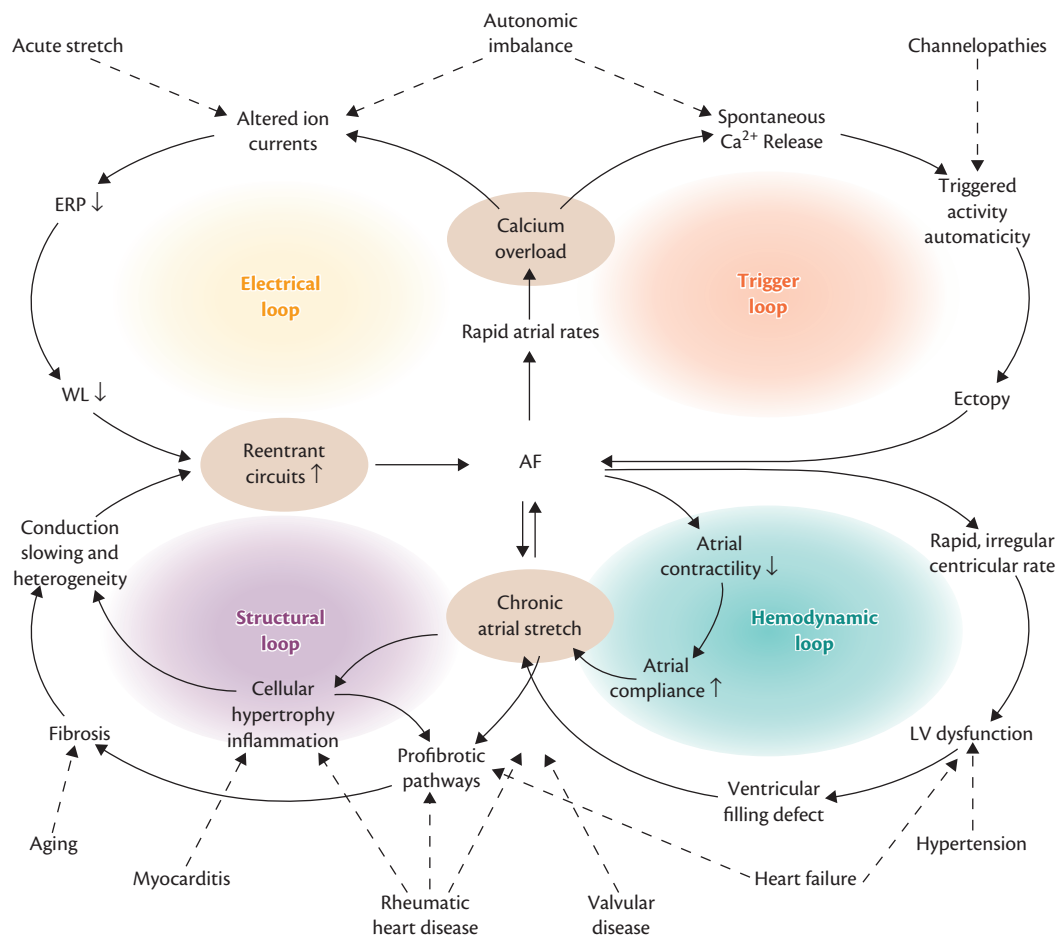 Acute stretch
Autonomic
imbalance
Channelopathies
Altered ion
currents
Spontaneous
Ca²⁺ Release
ERP ↓
Triggered
activity
automaticity
Calcium
overload
Electrical
loop
Trigger
loop
Rapid atrial rates
WL ↓
Ectopy
Reentrant
circuits ↑
AF
Conduction
slowing and
heterogeneity
Atrial
contractility ↓
Rapid, irregular
centricular rate
Chronic
atrial stretch
Structural
loop
Hemodynamic
loop
Atrial
compliance ↑
Cellular
hypertrophy
inflammation
Fibrosis
LV dysfunction
Profibrotic
pathways
Ventricular
filling defect
Aging
Hypertension
Myocarditis
Heart failure
Rheumatic
heart disease
Valvular
disease